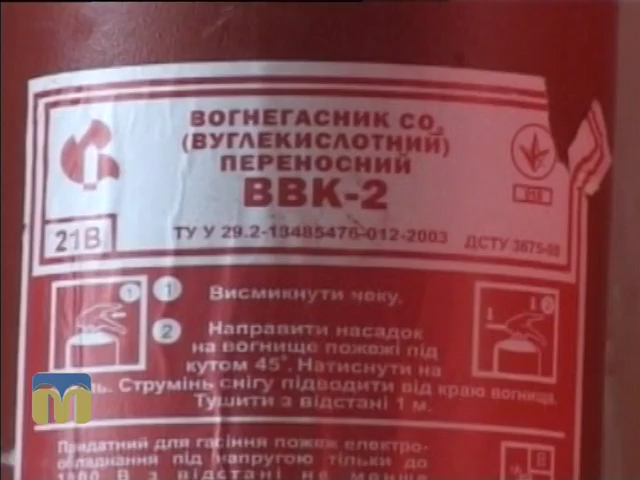 ВОГНЕГАСНИК CO₂
(ВУГЛЕКИСЛОТНИЙ)
ПЕРЕНОСНИЙ
ВВК-2
21В
ТУ У 29.2-13485476-012-2003
ДСТУ 3675-98
1 Висмикнути чеку.
2 Направити насадок
на вогнище пожежі під
кутом 45°. Натиснути на
Струмінь снігу підводити від краю вогнища.
Тушити з відстані 1 м.
Придатний для гасіння пожеж електро-
обладнання під напругою тільки до
1000 В з відстані не менше